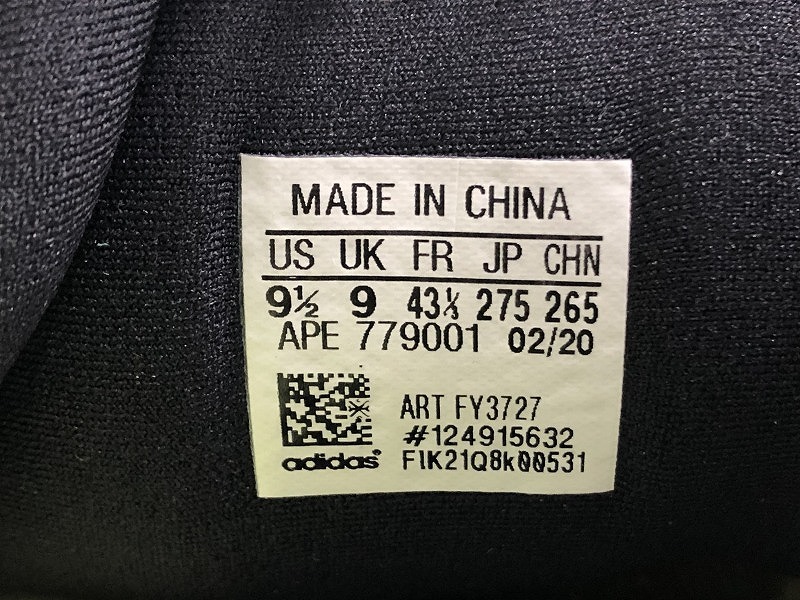 MADE IN CHINA
US UK FR JP CHN
9½ 9 43⅓ 275 265
APE 779001 02/20
ART FY3727
#124915632
adidas® F1K21Q8k00531